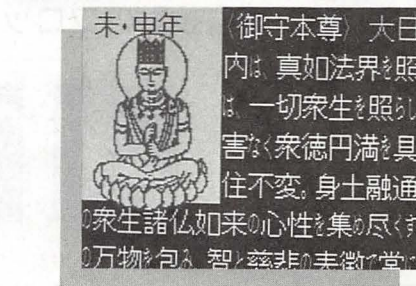 未・申年
〈御守本尊〉大日
内は、真如法界を照
は、一切衆生を照らし
害なく衆徳円満を具
住不変。身土融通
の衆生諸仏如来の心性を集め尽くす
の万物を包み、智と慈悲の表徴で常に